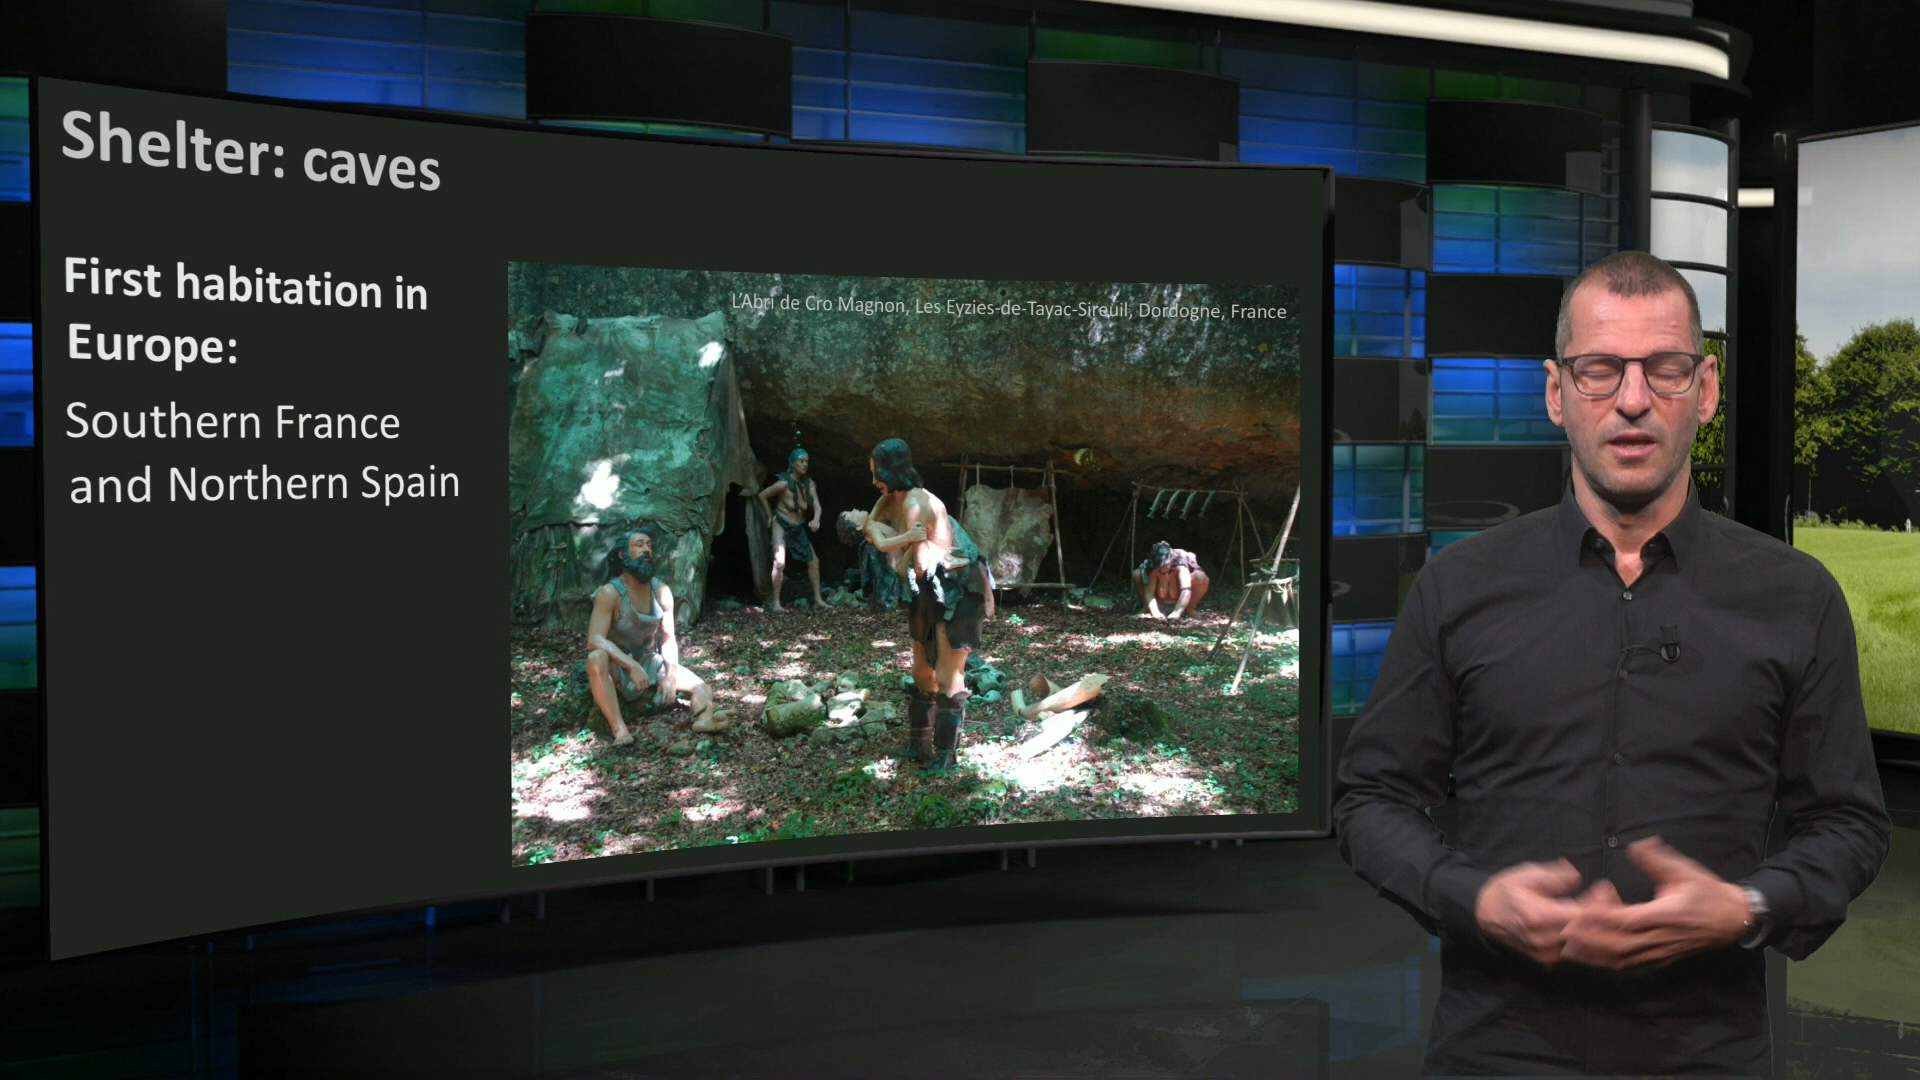 Shelter: caves
First habitation in
Europe:
Southern France
and Northern Spain
L'Abri de Cro Magnon, Les Eyzies-de-Tayac-Sireuil, Dordogne, France